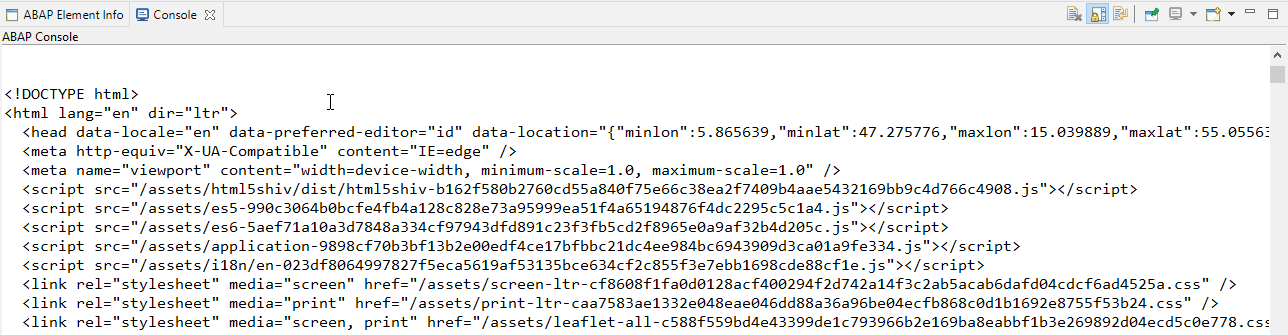 ABAP Element Info Console
ABAP Console
<!DOCTYPE html>
<html lang="en" dir="ltr">
<head data-locale="en" data-preferred-editor="id" data-location="{"minlon":5.865639,"minlat":47.275776,"maxlon":15.039889,"maxlat":55.05563
<meta http-equiv="X-UA-Compatible" content="IE=edge" />
<meta name="viewport" content="width=device-width, minimum-scale=1.0, maximum-scale=1.0" />
<script src="/assets/html5shiv/dist/html5shiv-b162f580b2760cd55a840f75e66c38ea2f7409b4aae5432169bb9c4d766c4908.js"></script>
<script src="/assets/es5-990c3064b0bcfe4fb4a128c828e73a95999ea51f4a65194876f4dc2295c5c1a4.js"></script>
<script src="/assets/es6-5aef71a10a3d7848a334cf97943dfd891c23f3fb5cd2f8965e0a9af32b4d205c.js"></script>
<script src="/assets/application-9898cf70b3bf13b2e00edf4ce17bfbbc21dc4ee984bc6943909d3ca01a9fe334.js"></script>
<script src="/assets/i18n/en-023df8064997827f5eca5619af53135bce634cf2c855f3e7ebb1698cde88cf1e.js"></script>
<link rel="stylesheet" media="screen" href="/assets/screen-ltr-cf8608f1fa0d0128acf400294f2d742a14f3c2ab5acab6dafd04cdcf6ad4525a.css" />
<link rel="stylesheet" media="print" href="/assets/print-ltr-caa7583ae1332e048eae046dd88a36a96be04ecfb868c0d1b1692e8755f53b24.css" />
<link rel="stylesheet" media="screen, print" href="/assets/leaflet-all-c588f559bd4e43399de1c793966b2e169ba8eabbf1b3e269892d04ecd5c0e778.css